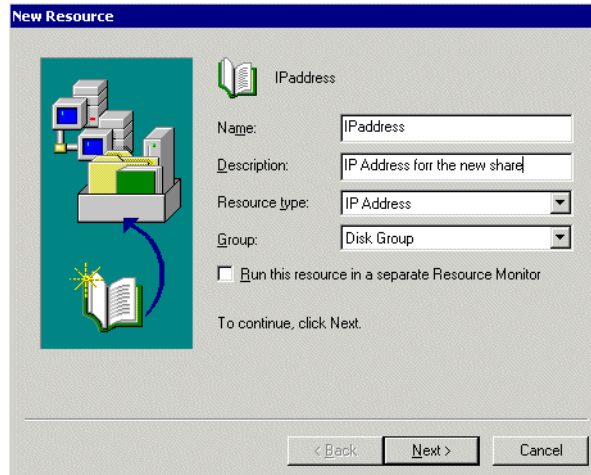 New Resource
IPaddress
Name: IPaddress
Description: IP Address forr the new share
Resource type: IP Address
Group: Disk Group
Run this resource in a separate Resource Monitor
To continue, click Next.
< Back Next > Cancel